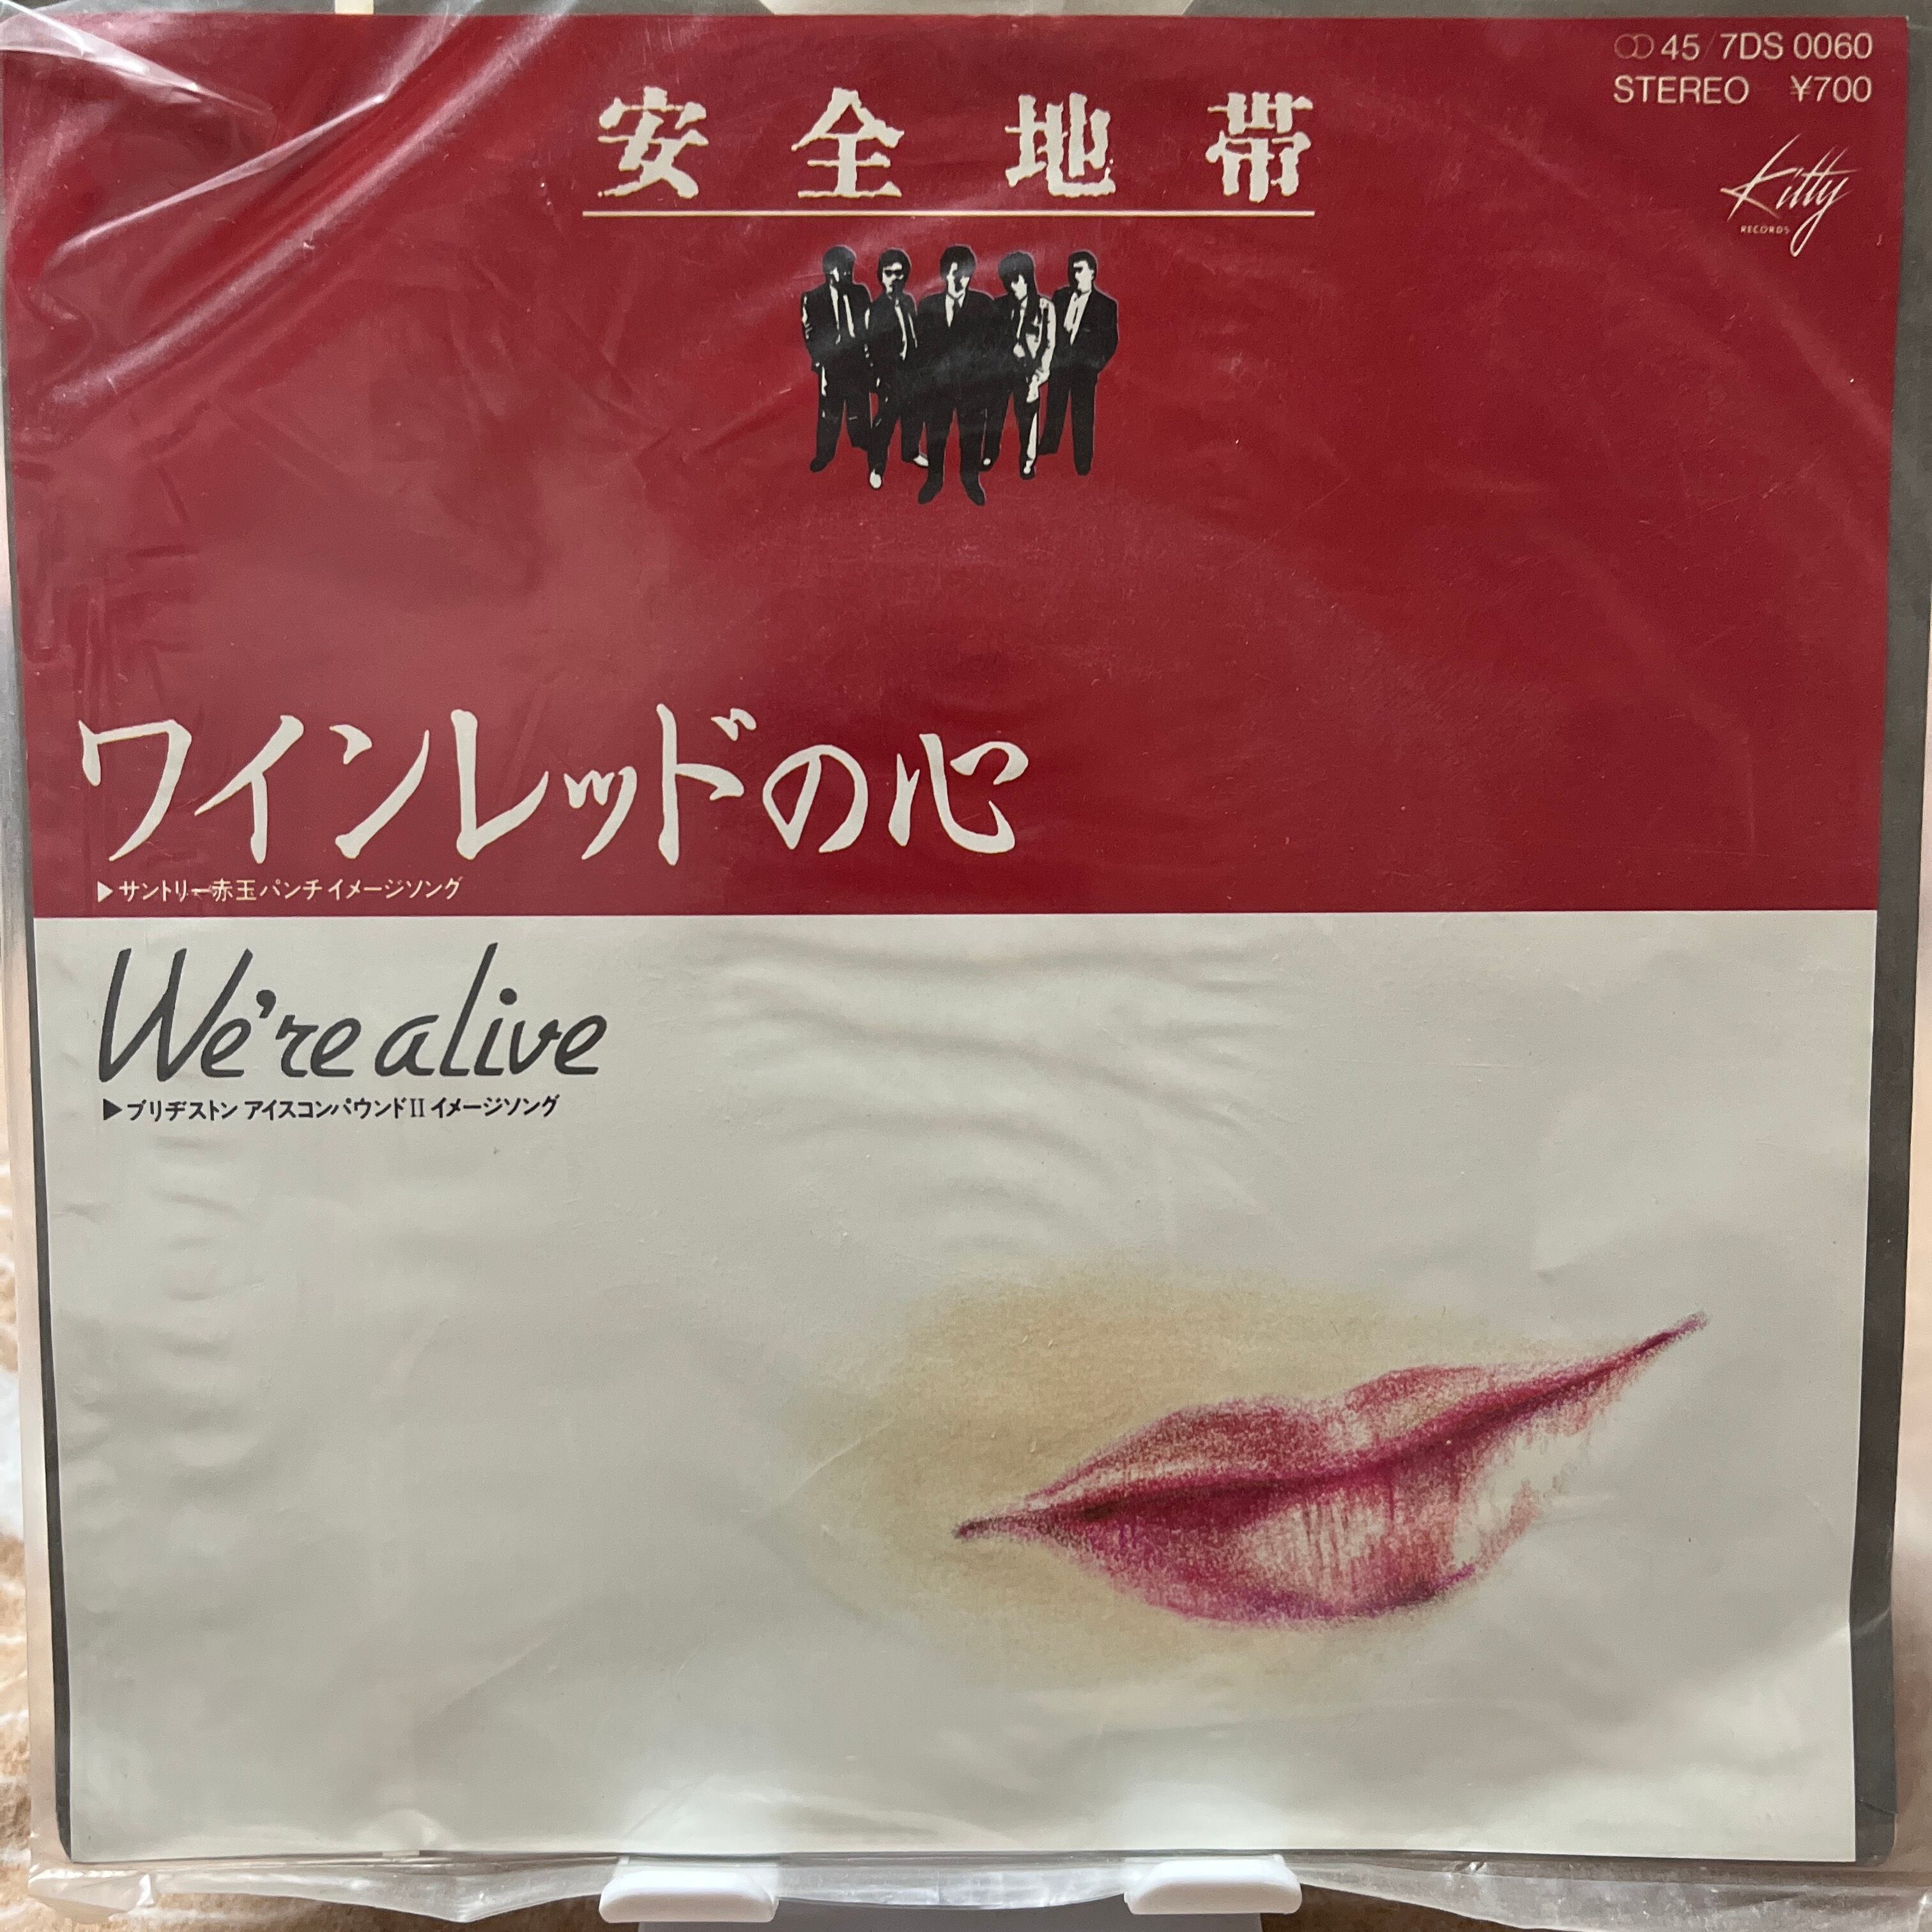 45 7DS 0060
STEREO ¥700
安全地帯
Kitty
RECORDS
ワインレッドの心
▶サントリー赤玉パンチイメージソング
We're alive
▶ブリヂストン アイスコンパウンドⅡイメージソング